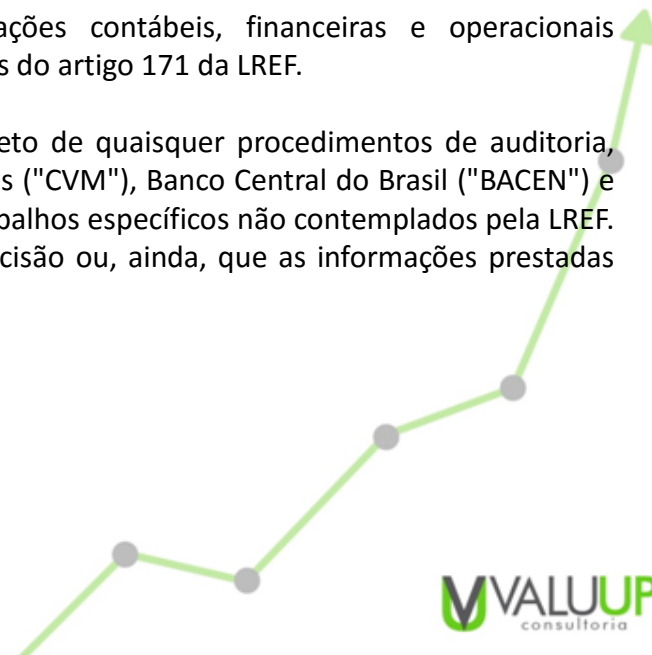 ações contábeis, financeiras e operacionais
s do artigo 171 da LREF.
eto de quaisquer procedimentos de auditoria,
s ("CVM"), Banco Central do Brasil ("BACEN") e
balhos específicos não contemplados pela LREF.
cisão ou, ainda, que as informações prestadas
VALUUP
consultoria